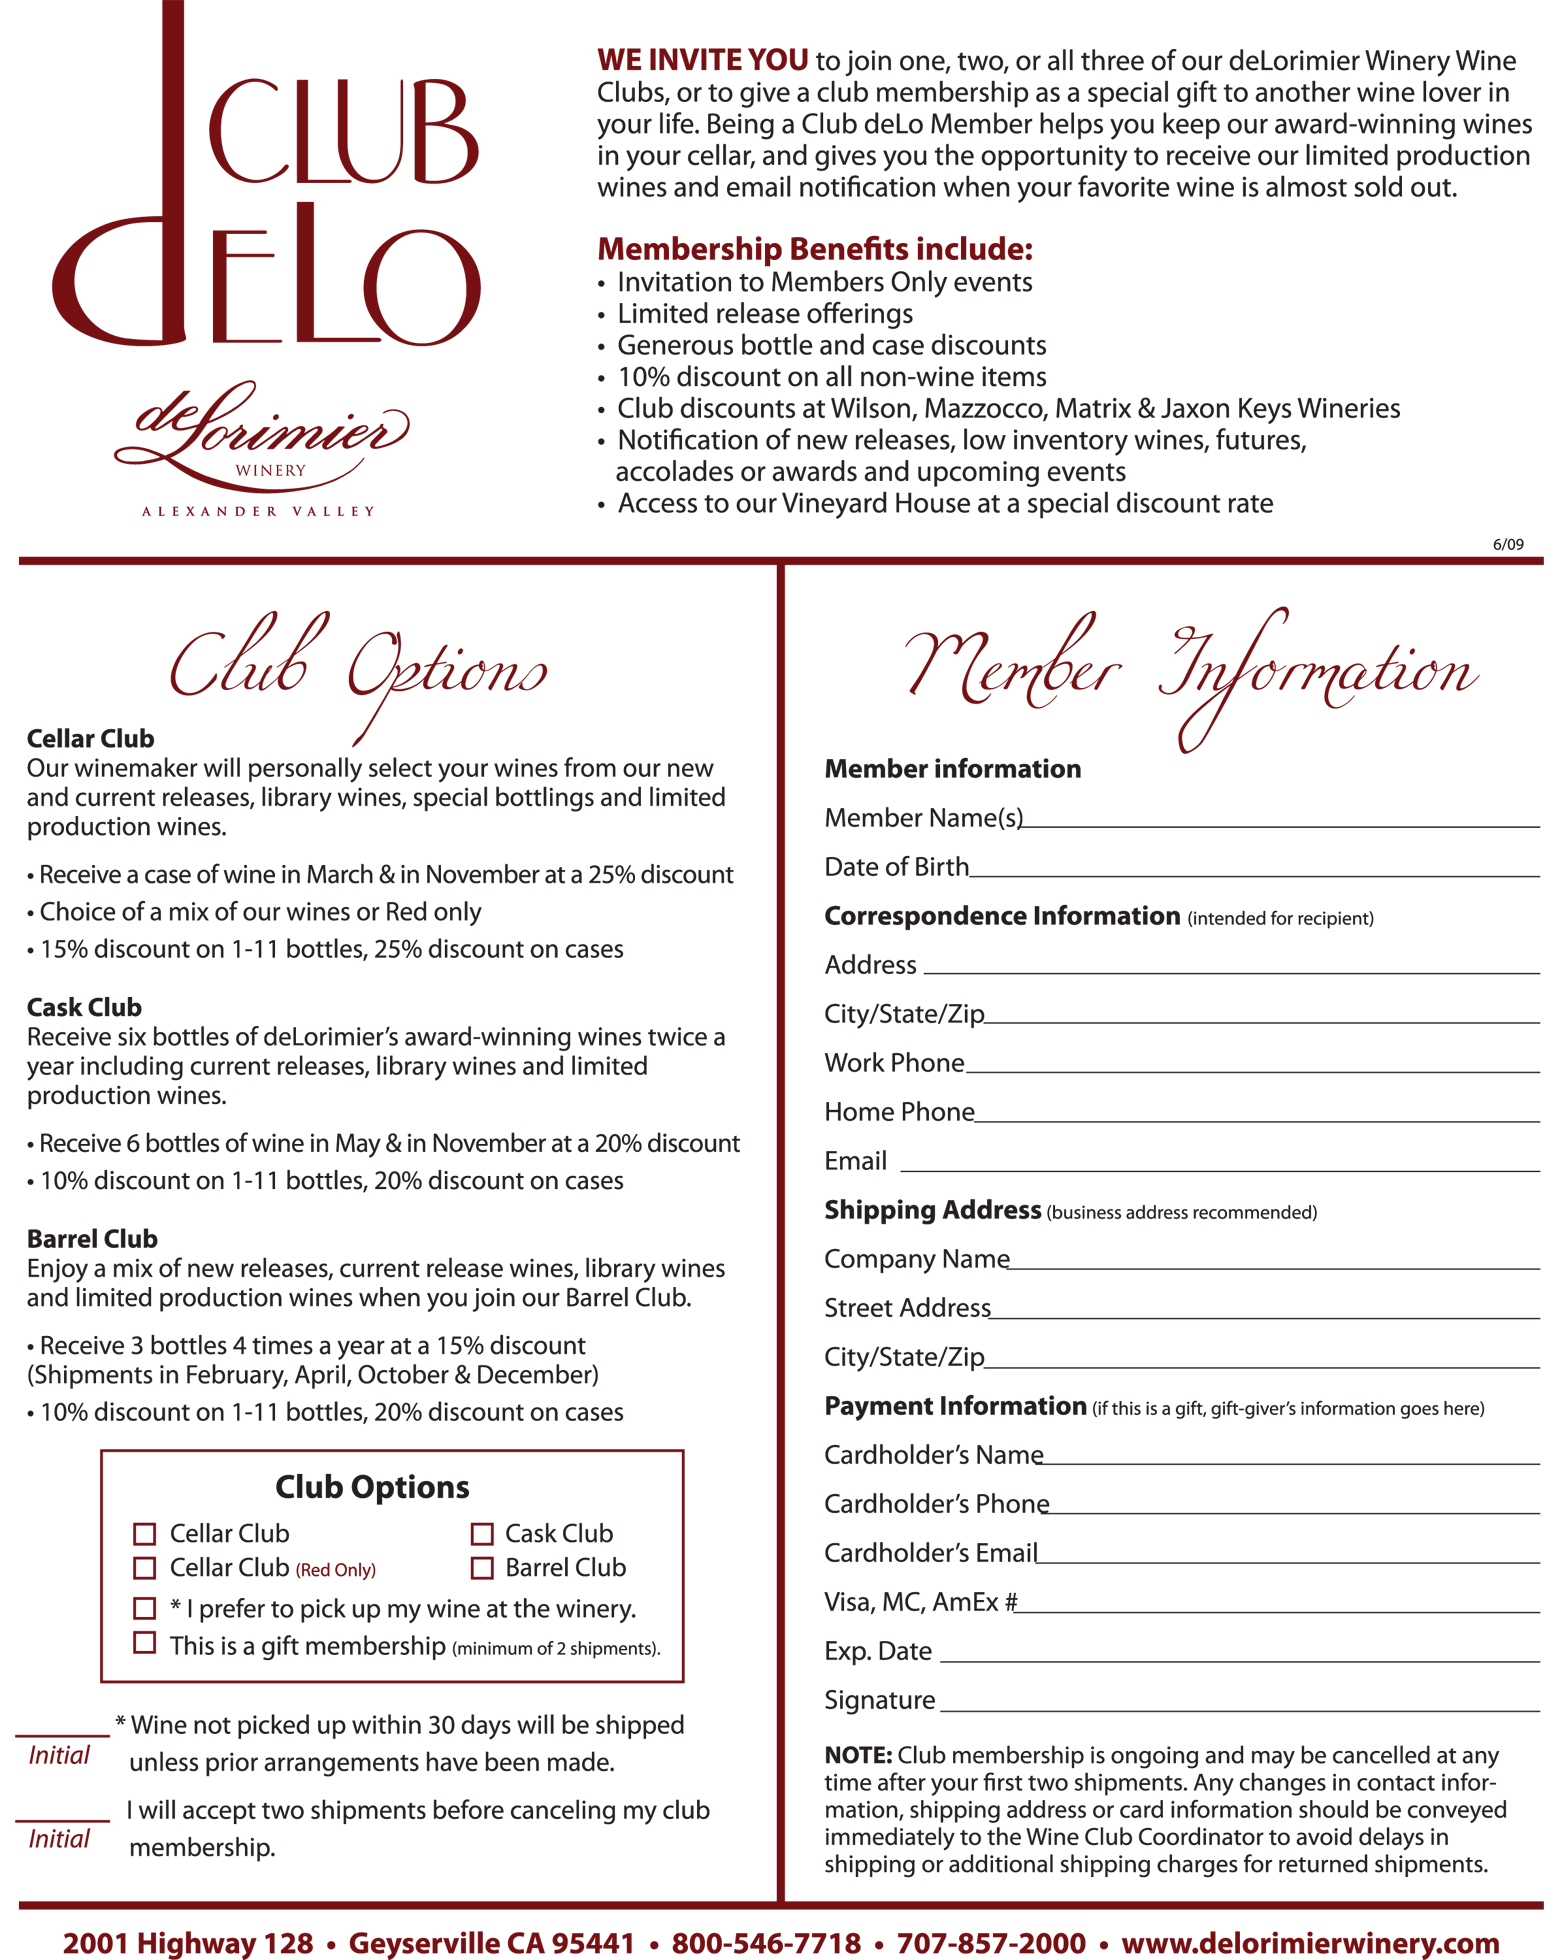 CLUB
deLO
deLorimier
WINERY
ALEXANDER VALLEY
WE INVITE YOU to join one, two, or all three of our deLorimier Winery Wine
Clubs, or to give a club membership as a special gift to another wine lover in
your life. Being a Club deLo Member helps you keep our award-winning wines
in your cellar, and gives you the opportunity to receive our limited production
wines and email notification when your favorite wine is almost sold out.
Membership Benefits include:
• Invitation to Members Only events
• Limited release offerings
• Generous bottle and case discounts
• 10% discount on all non-wine items
• Club discounts at Wilson, Mazzocco, Matrix & Jaxon Keys Wineries
• Notification of new releases, low inventory wines, futures,
accolades or awards and upcoming events
• Access to our Vineyard House at a special discount rate
6/09
Club Options
Cellar Club
Our winemaker will personally select your wines from our new
and current releases, library wines, special bottlings and limited
production wines.
• Receive a case of wine in March & in November at a 25% discount
• Choice of a mix of our wines or Red only
• 15% discount on 1-11 bottles, 25% discount on cases
Cask Club
Receive six bottles of deLorimier’s award-winning wines twice a
year including current releases, library wines and limited
production wines.
• Receive 6 bottles of wine in May & in November at a 20% discount
• 10% discount on 1-11 bottles, 20% discount on cases
Barrel Club
Enjoy a mix of new releases, current release wines, library wines
and limited production wines when you join our Barrel Club.
• Receive 3 bottles 4 times a year at a 15% discount
(Shipments in February, April, October & December)
• 10% discount on 1-11 bottles, 20% discount on cases
Club Options
Cellar Club
Cask Club
Cellar Club (Red Only)
Barrel Club
* I prefer to pick up my wine at the winery.
This is a gift membership (minimum of 2 shipments).
* Wine not picked up within 30 days will be shipped
Initial
unless prior arrangements have been made.
I will accept two shipments before canceling my club
Initial
membership.
Member Information
Member information
Member Name(s)
Date of Birth
Correspondence Information (intended for recipient)
Address
City/State/Zip
Work Phone
Home Phone
Email
Shipping Address (business address recommended)
Company Name
Street Address
City/State/Zip
Payment Information (if this is a gift, gift-giver’s information goes here)
Cardholder’s Name
Cardholder’s Phone
Cardholder’s Email
Visa, MC, AmEx #
Exp. Date
Signature
NOTE: Club membership is ongoing and may be cancelled at any
time after your first two shipments. Any changes in contact infor-
mation, shipping address or card information should be conveyed
immediately to the Wine Club Coordinator to avoid delays in
shipping or additional shipping charges for returned shipments.
2001 Highway 128 • Geyserville CA 95441 • 800-546-7718 • 707-857-2000 • www.delorimierwinery.com